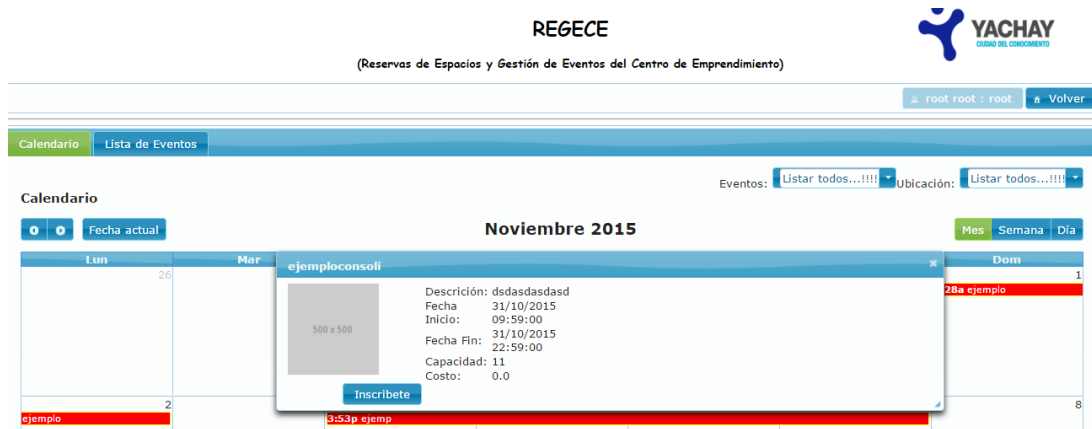 REGECE
YACHAY
CIUDAD DEL CONOCIMIENTO
(Reservas de Espacios y Gestión de Eventos del Centro de Emprendimiento)
root root : root
Volver
Calendario
Lista de Eventos
Eventos: Listar todos...!!!! Ubicación: Listar todos...!!!!
Calendario
Fecha actual
Noviembre 2015
Mes Semana Día
Lun Mar Dom
26
1
28a ejemplo
ejemploconsoli
500 x 500
Descrición: dsdasdasdasd
Fecha Inicio: 31/10/2015 09:59:00
Fecha Fin: 31/10/2015 22:59:00
Capacidad: 11
Costo: 0.0
Inscribete
2
8
ejemplo
3:53p ejemp